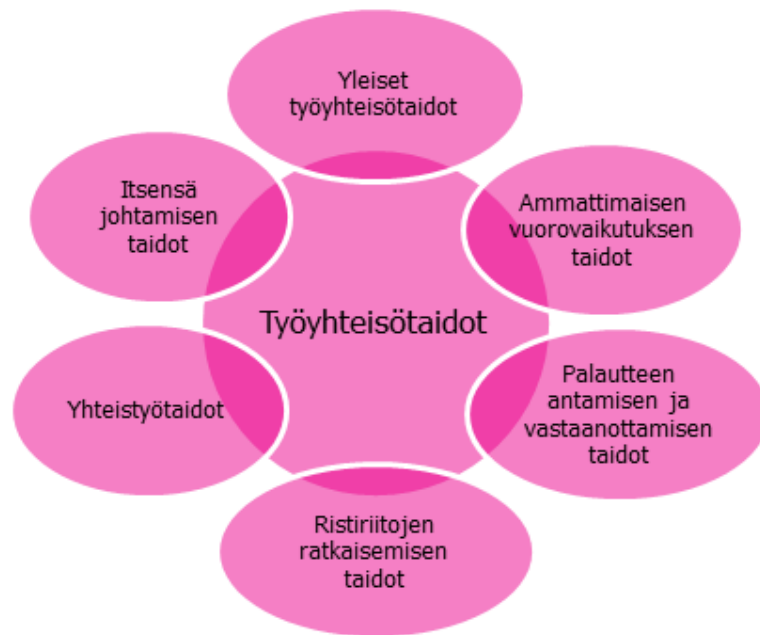 Yleiset
työyhteisötaidot
Itsensä
johtamisen
taidot
Ammattimaisen
vuorovaikutuksen
taidot
Työyhteisötaidot
Yhteistyötaidot
Palautteen
antamisen ja
vastaanottamisen
taidot
Ristiriitojen
ratkaisemisen
taidot